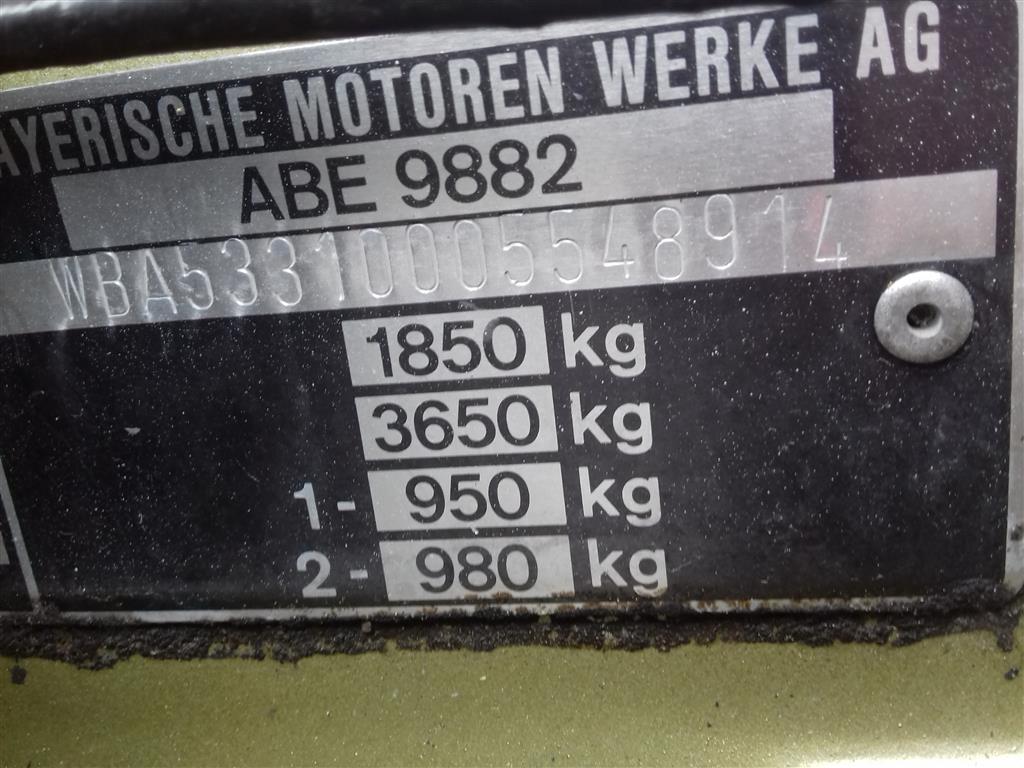 AYERISCHE MOTOREN WERKE AG
ABE 9882
WBA53310005548914
1850 kg
3650 kg
1- 950 kg
2- 980 kg